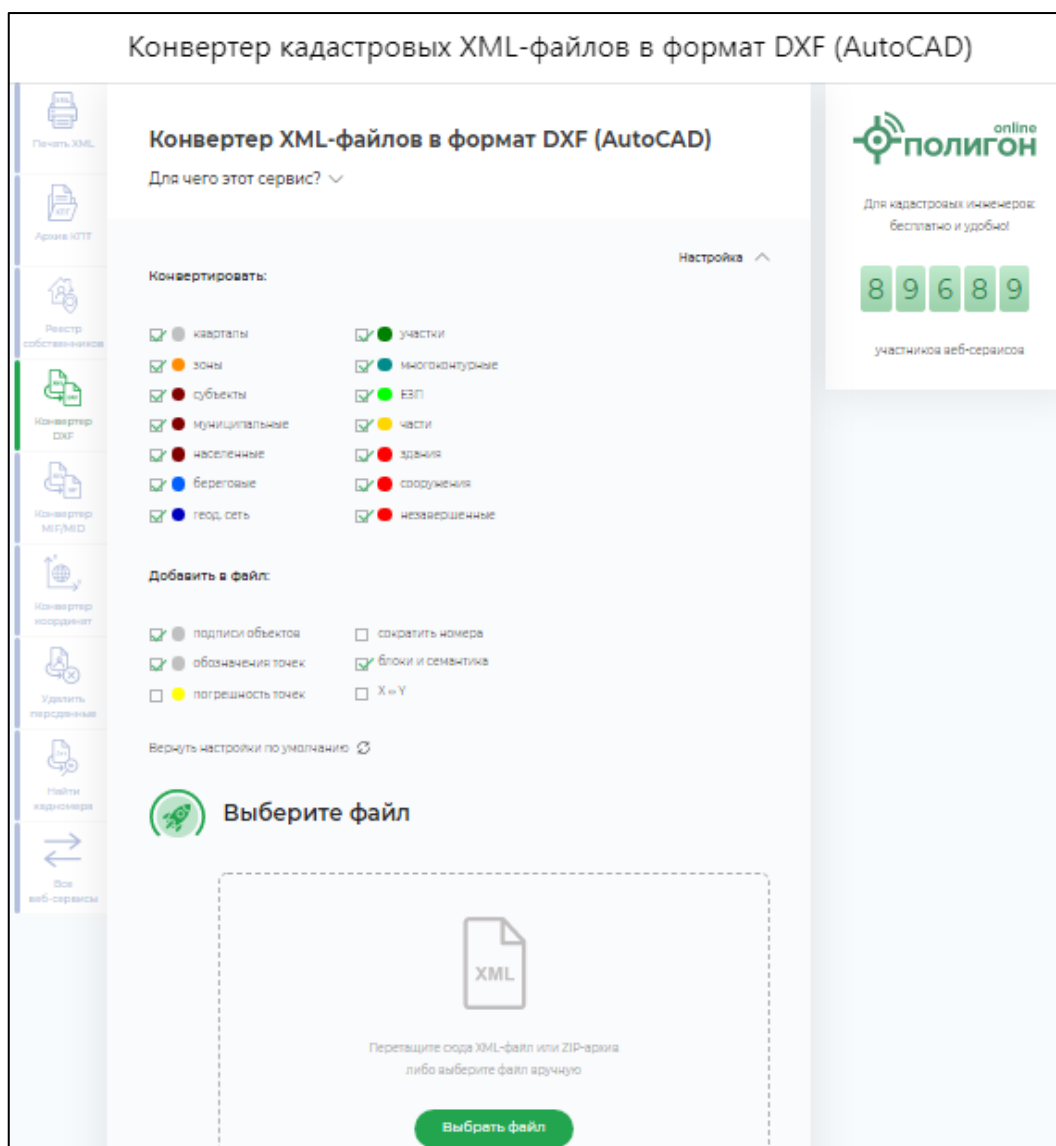 Конвертер кадастровых XML-файлов в формат DXF (AutoCAD)
Печать XML
Архив КПТ
Реестр
собственников
Конвертер
DXF
Конвертер
MIF/MID
Конвертер
координат
Удалить
персданные
Найти
кадномера
Все
веб-сервисы
Конвертер XML-файлов в формат DXF (AutoCAD)
Для чего этот сервис?
Настройка
Конвертировать:
кварталы
участки
зоны
многоконтурные
субъекты
ЕЗП
муниципальные
части
населенные
здания
береговые
сооружения
геод. сеть
незавершенные
Добавить в файл:
подписи объектов
сократить номера
обозначения точек
блоки и семантика
погрешность точек
X⇔Y
Вернуть настройки по умолчанию
Выберите файл
XML
Перетащите сюда XML-файл или ZIP-архив
либо выберите файл вручную
Выбрать файл
online
полигон
Для кадастровых инженеров:
бесплатно и удобно!
89689
участников веб-сервисов